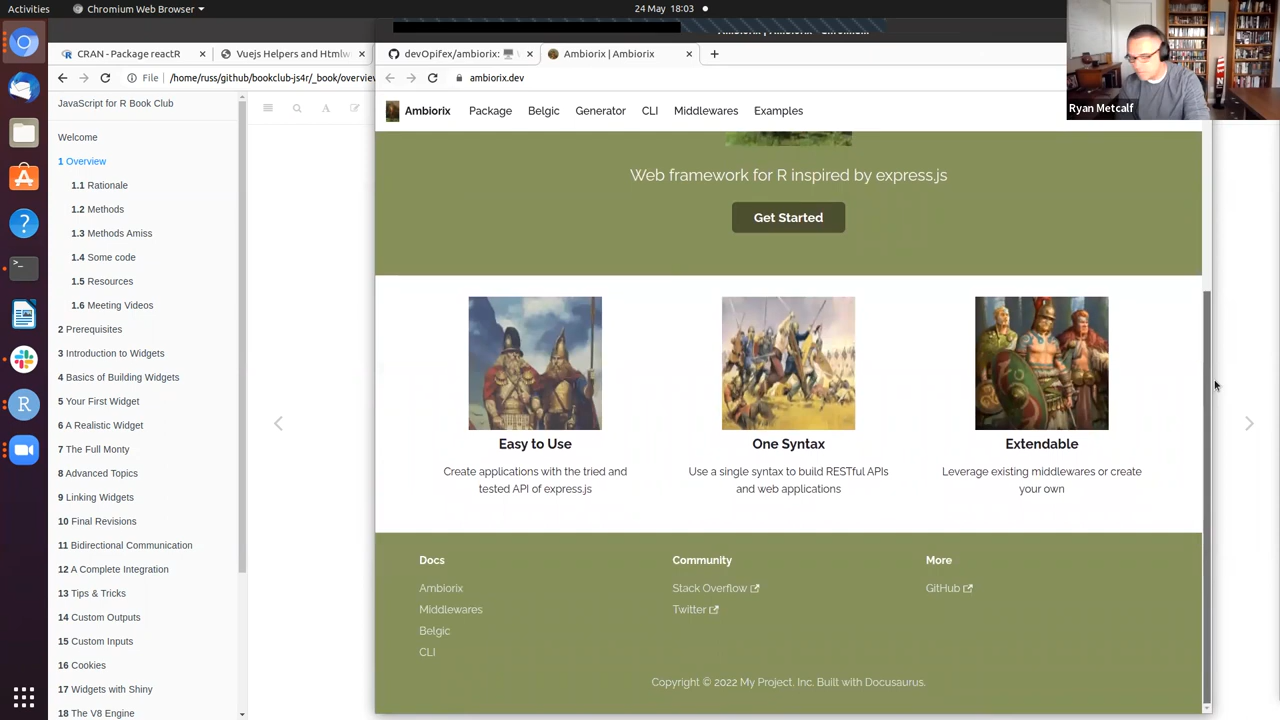 Activities
Chromium Web Browser
24 May 18:03
CRAN - Package reactR
Vuejs Helpers and Htmlw
devOpifex/ambiorix:
Ambiorix | Ambiorix
File
/home/russ/github/bookclub-js4r/_book/overview
ambiorix.dev
Ryan Metcalf
JavaScript for R Book Club
Welcome
1 Overview
1.1 Rationale
1.2 Methods
1.3 Methods Amiss
1.4 Some code
1.5 Resources
1.6 Meeting Videos
2 Prerequisites
3 Introduction to Widgets
4 Basics of Building Widgets
5 Your First Widget
6 A Realistic Widget
7 The Full Monty
8 Advanced Topics
9 Linking Widgets
10 Final Revisions
11 Bidirectional Communication
12 A Complete Integration
13 Tips & Tricks
14 Custom Outputs
15 Custom Inputs
16 Cookies
17 Widgets with Shiny
18 The V8 Engine
Ambiorix
Package
Belgic
Generator
CLI
Middlewares
Examples
Web framework for R inspired by express.js
Get Started
Easy to Use
Create applications with the tried and
tested API of express.js
One Syntax
Use a single syntax to build RESTful APIs
and web applications
Extendable
Leverage existing middlewares or create
your own
Docs
Ambiorix
Middlewares
Belgic
CLI
Community
Stack Overflow
Twitter
More
GitHub
Copyright © 2022 My Project, Inc. Built with Docusaurus.